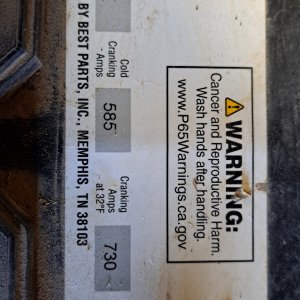 Cold
Cranking
Amps
585
Cranking
Amps
at 32°F
730
BY BEST PARTS, INC., MEMPHIS, TN 38103
WARNING:
Cancer and Reproductive Harm.
Wash hands after handling.
www.P65Warnings.ca.gov